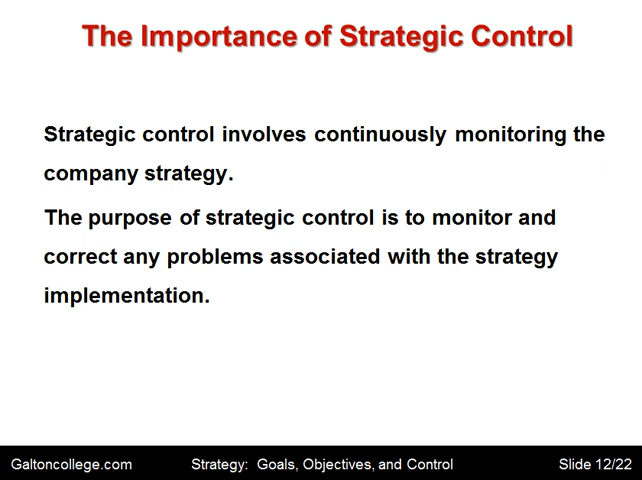 The Importance of Strategic Control
Strategic control involves continuously monitoring the
company strategy.
The purpose of strategic control is to monitor and
correct any problems associated with the strategy
implementation.
Galtoncollege.com Strategy: Goals, Objectives, and Control Slide 12/22